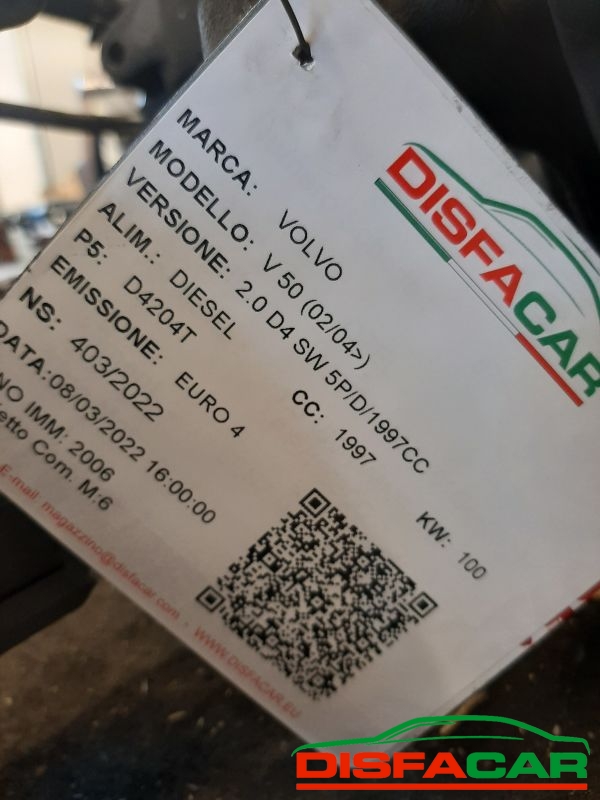 DISFACAR
MARCA: VOLVO
MODELLO: V 50 (02/04>)
VERSIONE: 2.0 D4 SW 5P/D/1997CC
ALIM.: DIESEL CC: 1997 KW: 100
P5: D4204T
EMISSIONE: EURO 4
NS: 403/2022
DATA:08/03/2022 16:00:00
NO IMM: 2006
etto Com. M:6
E-mail magazzino@disfacar.com - WWW.DISFACAR.EU
DISFACAR